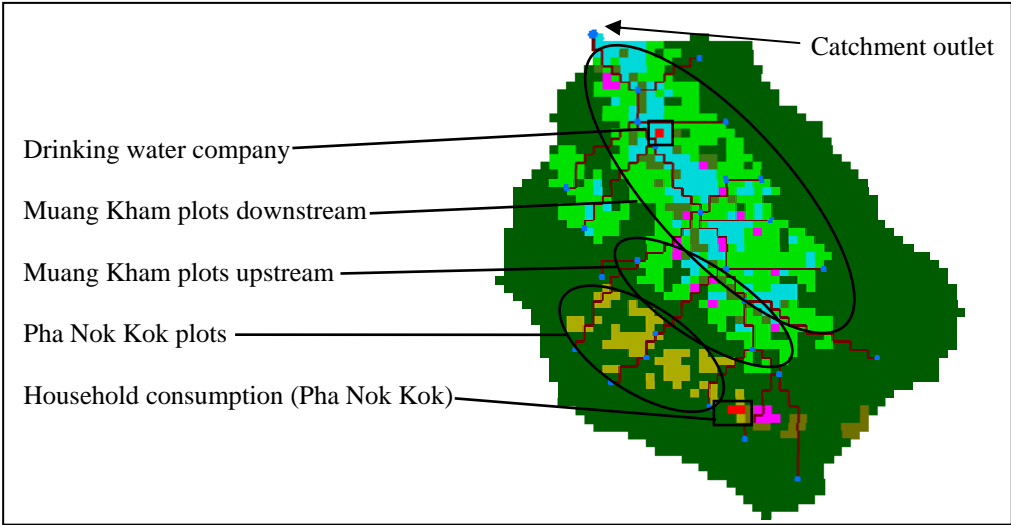 Catchment outlet
Drinking water company
Muang Kham plots downstream
Muang Kham plots upstream
Pha Nok Kok plots
Household consumption (Pha Nok Kok)